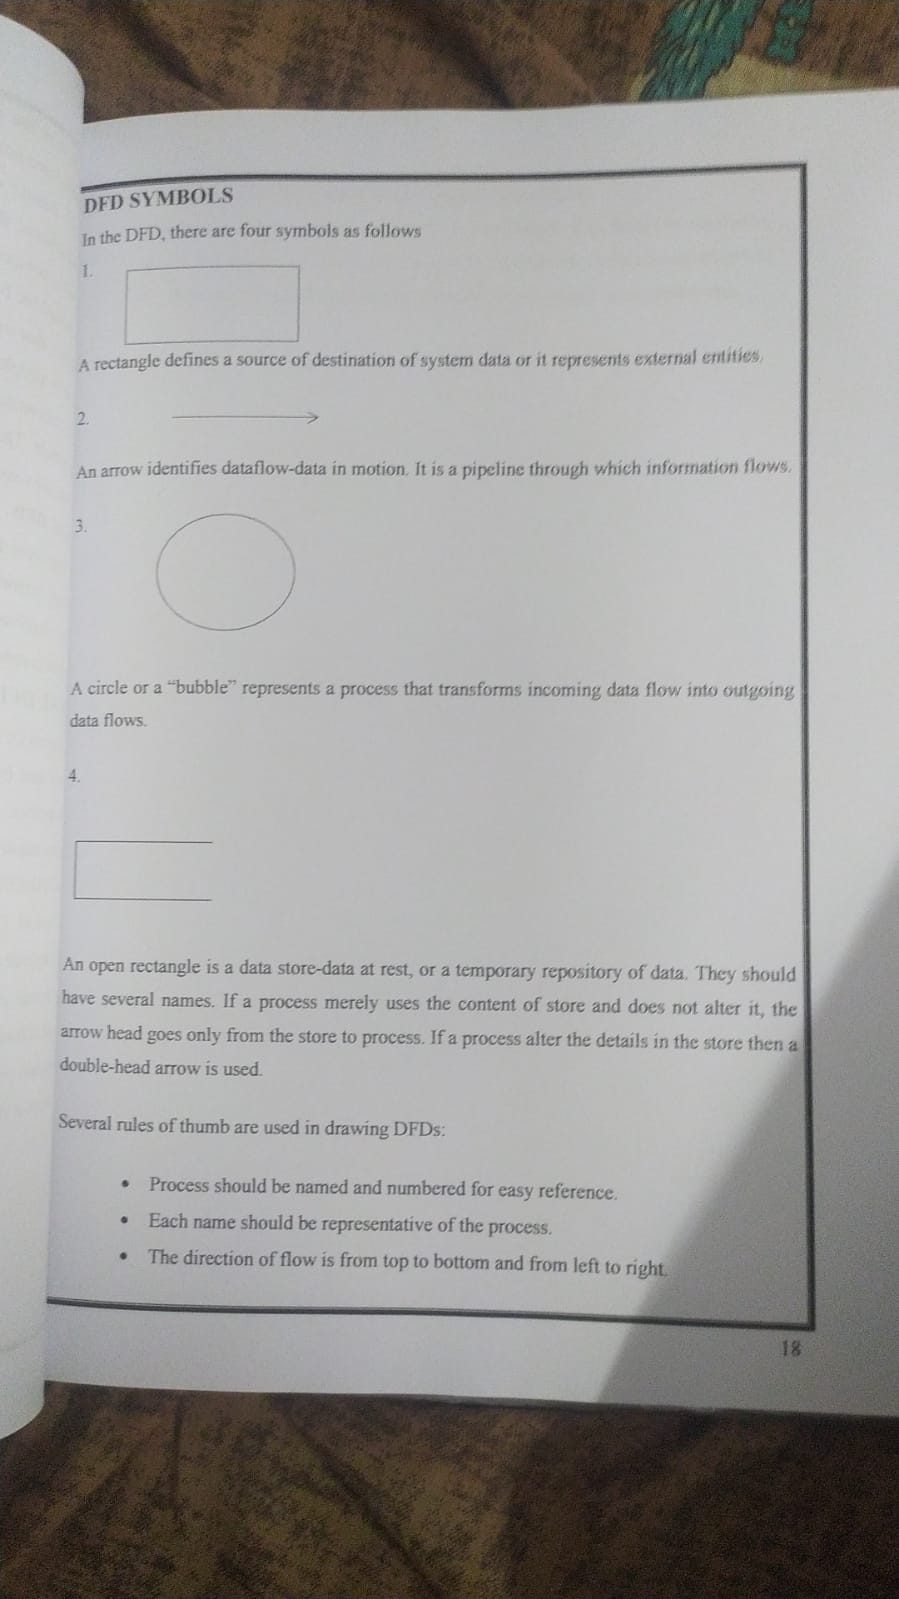 DFD SYMBOLS
In the DFD, there are four symbols as follows
1.
A rectangle defines a source of destination of system data or it represents external entities.
2.
An arrow identifies dataflow-data in motion. It is a pipeline through which information flows.
3.
A circle or a “bubble” represents a process that transforms incoming data flow into outgoing
data flows.
4.
An open rectangle is a data store-data at rest, or a temporary repository of data. They should
have several names. If a process merely uses the content of store and does not alter it, the
arrow head goes only from the store to process. If a process alter the details in the store then a
double-head arrow is used.
Several rules of thumb are used in drawing DFDs:
• Process should be named and numbered for easy reference.
• Each name should be representative of the process.
• The direction of flow is from top to bottom and from left to right.
18